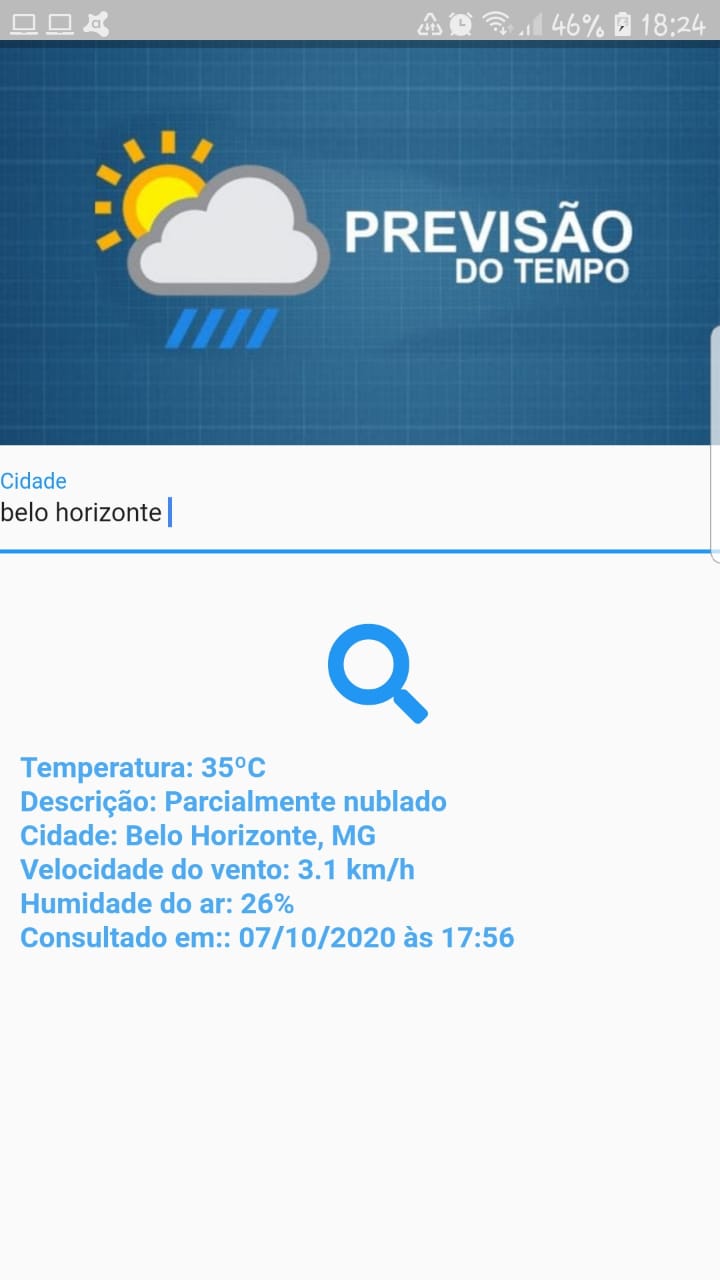 46% 18:24
PREVISÃO
DO TEMPO
Cidade
belo horizonte
Temperatura: 35ºC
Descrição: Parcialmente nublado
Cidade: Belo Horizonte, MG
Velocidade do vento: 3.1 km/h
Humidade do ar: 26%
Consultado em:: 07/10/2020 às 17:56